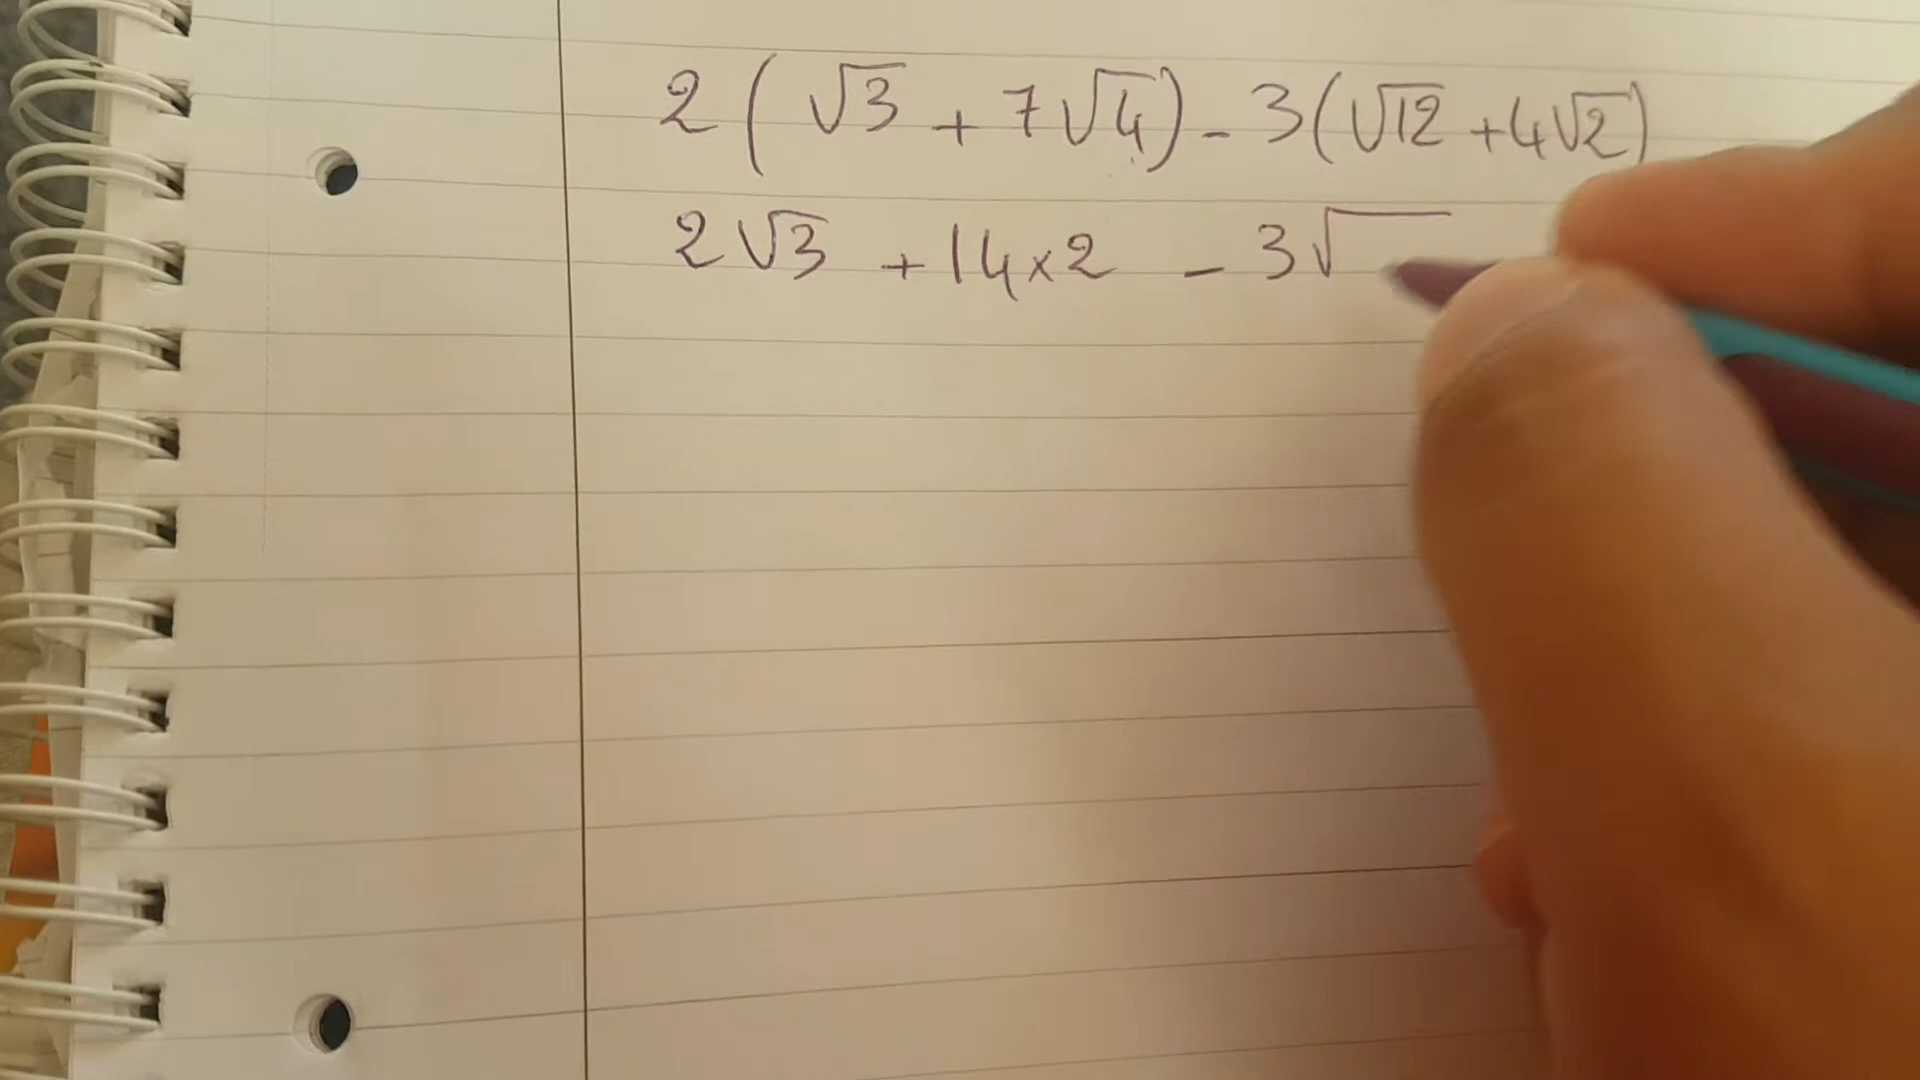 2(√3 + 7√4) - 3(√12 + 4√2)
2√3 + 14×2 - 3√